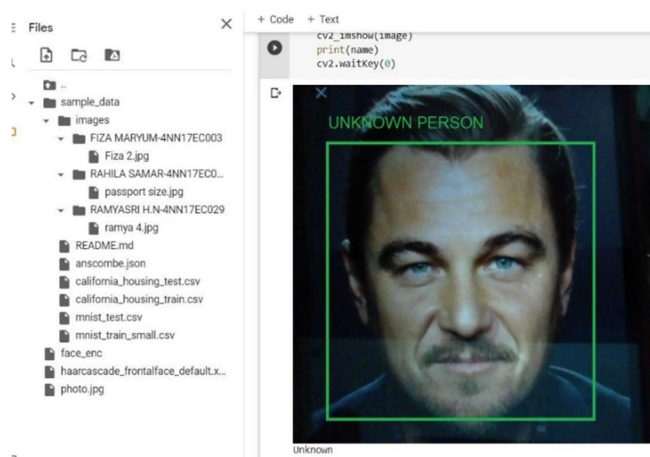 Files
..
sample_data
images
FIZA MARYUM-4NN17EC003
Fiza 2.jpg
RAHILA SAMAR-4NN17EC0...
passport size.jpg
RAMYASRI H.N-4NN17EC029
ramya 4.jpg
README.md
anscombe.json
california_housing_test.csv
california_housing_train.csv
mnist_test.csv
mnist_train_small.csv
face_enc
haarcascade_frontalface_default.x...
photo.jpg
+ Code + Text
cv2_imshow(image)
print(name)
cv2.waitKey(0)
UNKNOWN PERSON
Unknown